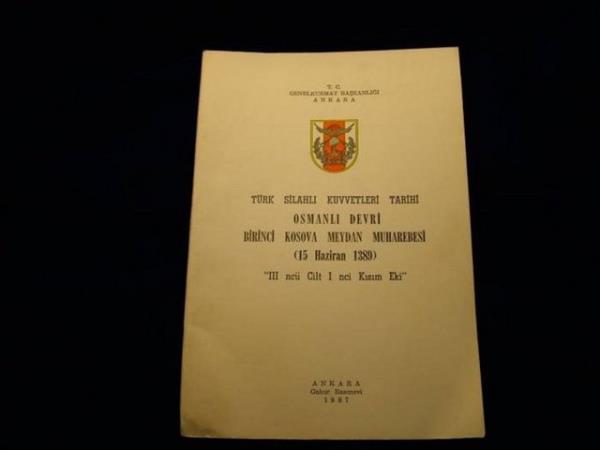 T. C.
GENELKURMAY BAŞKANLIĞI
ANKARA
TÜRK SİLAHLI KUVVETLERİ TARİHİ
OSMANLI DEVRİ
BİRİNCİ KOSOVA MEYDAN MUHAREBESİ
(15 Haziran 1389)
"III ncü Cilt I nci Kısım Eki"
ANKARA
Gnkur Basımevi
1987